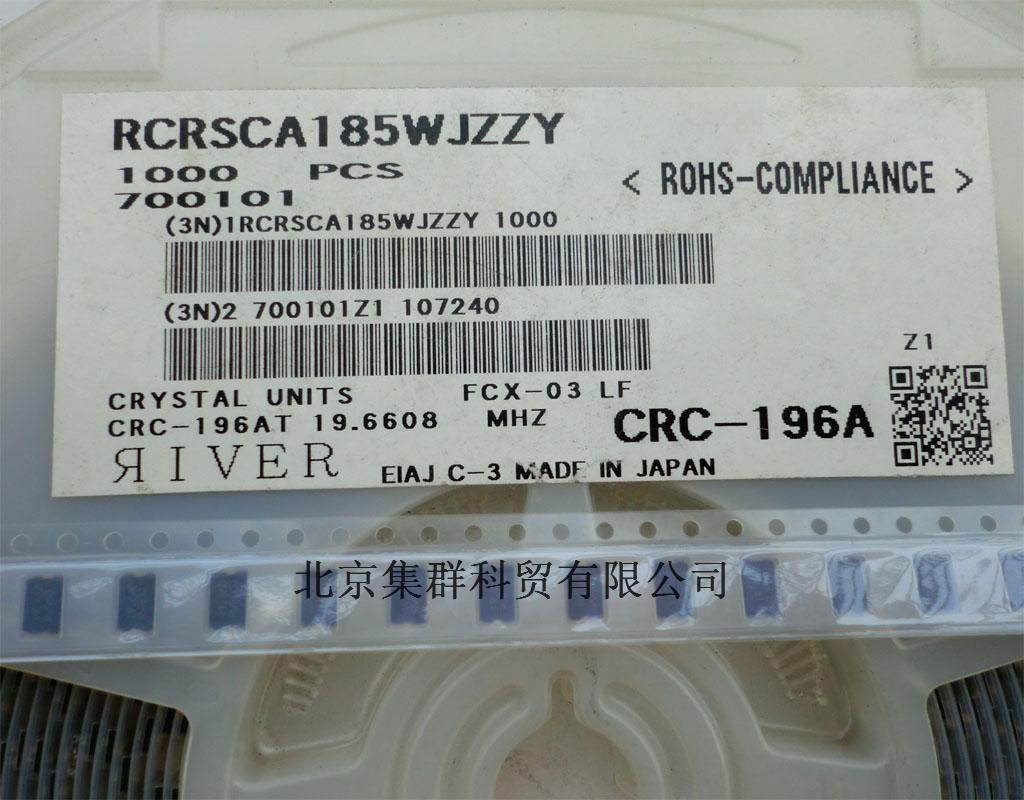 RCRSCA185WJZZY
1000 PCS
700101
< ROHS-COMPLIANCE >
(3N)1RCRSCA185WJZZY 1000
(3N)2 700101Z1 107240
Z1
CRYSTAL UNITS FCX-03 LF
CRC-196AT 19.6608 MHZ CRC-196A
ЯIVER EIAJ C-3 MADE IN JAPAN
北京集群科贸有限公司